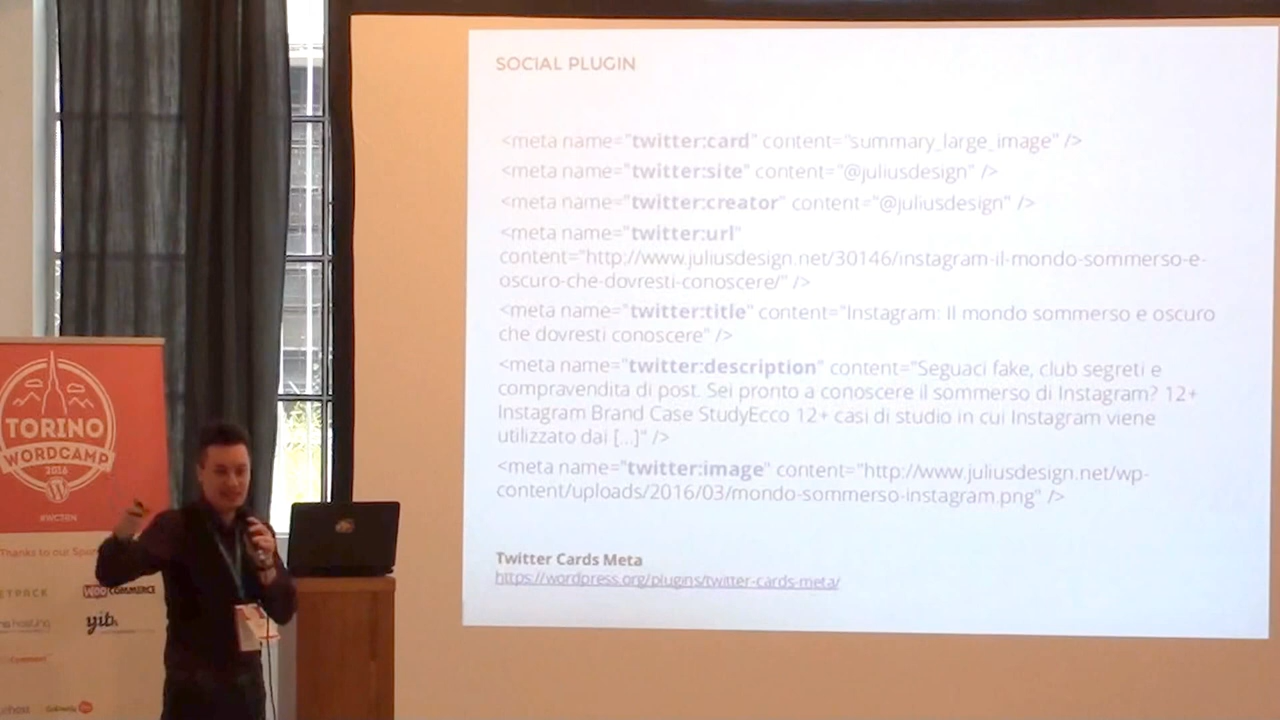 SOCIAL PLUGIN
<meta name="twitter:card" content="summary_large_image" />
<meta name="twitter:site" content="@juliusdesign" />
<meta name="twitter:creator" content="@juliusdesign" />
<meta name="twitter:url"
content="http://www.juliusdesign.net/30146/instagram-il-mondo-sommerso-e-
oscuro-che-dovresti-conoscere/" />
<meta name="twitter:title" content="Instagram: Il mondo sommerso e oscuro
che dovresti conoscere" />
<meta name="twitter:description" content="Seguaci fake, club segreti e
compravendita di post. Sei pronto a conoscere il sommerso di Instagram? 12+
Instagram Brand Case StudyEcco 12+ casi di studio in cui Instagram viene
utilizzato dai [...]" />
<meta name="twitter:image" content="http://www.juliusdesign.net/wp-
content/uploads/2016/03/mondo-sommerso-instagram.png" />
Twitter Cards Meta
https://wordpress.org/plugins/twitter-cards-meta/
TORINO
WORDCAMP
2016
#WCTRN
Thanks to our
ETPACK
WOOCOMMERCE
yith
hosting